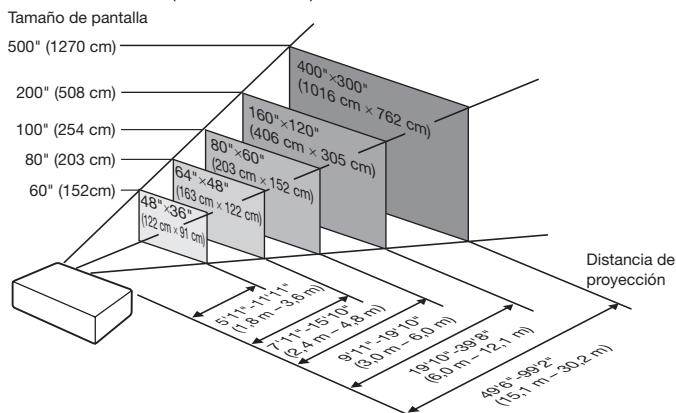 Tamaño de pantalla
500" (1270 cm)
200" (508 cm)
100" (254 cm)
80" (203 cm)
60" (152cm)
400"×300"
(1016 cm × 762 cm)
160"×120"
(406 cm × 305 cm)
80"×60"
(203 cm × 152 cm)
64"×48"
(163 cm × 122 cm)
48"×36"
(122 cm × 91 cm)
Distancia de
proyección
5'11"-11'11"
(1,8 m – 3,6 m)
7'11"-15'10"
(2,4 m – 4,8 m)
9'11"-19'10"
(3,0 m – 6,0 m)
19'10"-39'8"
(6,0 m – 12,1 m)
49'6"-99'2"
(15,1 m – 30,2 m)